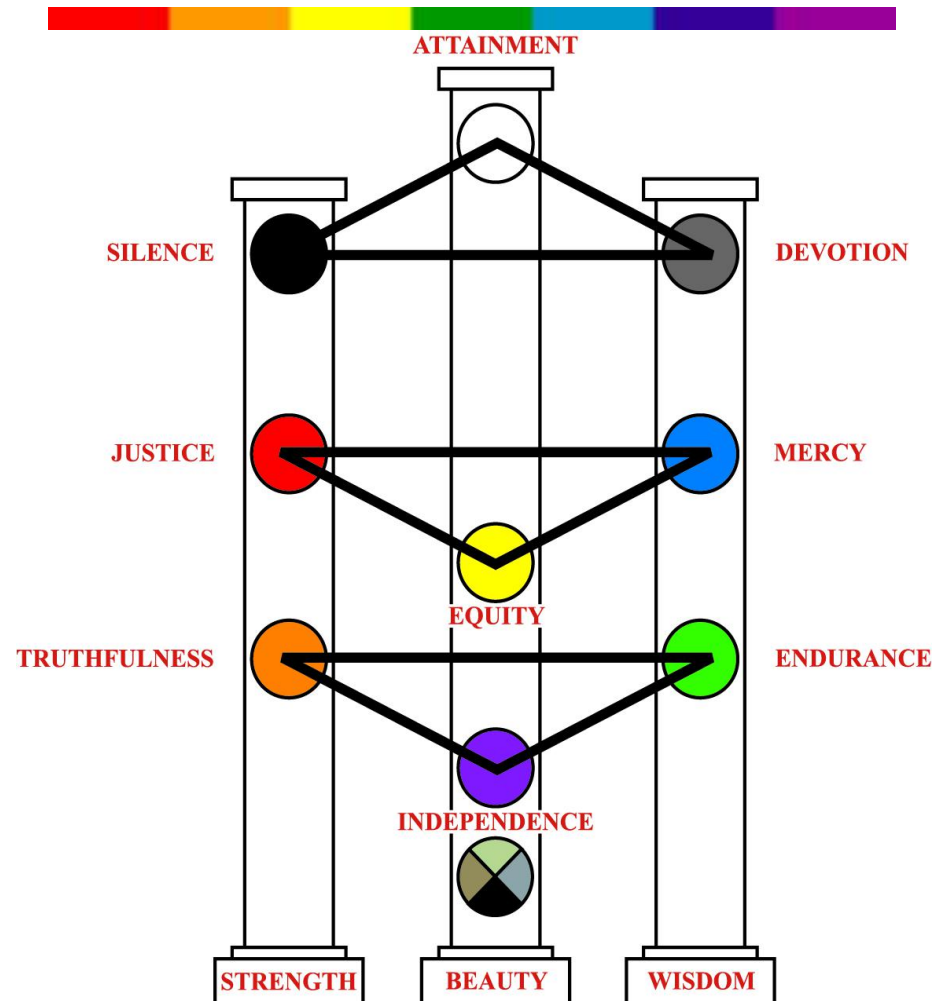 ATTAINMENT
SILENCE
DEVOTION
JUSTICE
MERCY
EQUITY
TRUTHFULNESS
ENDURANCE
INDEPENDENCE
STRENGTH
BEAUTY
WISDOM